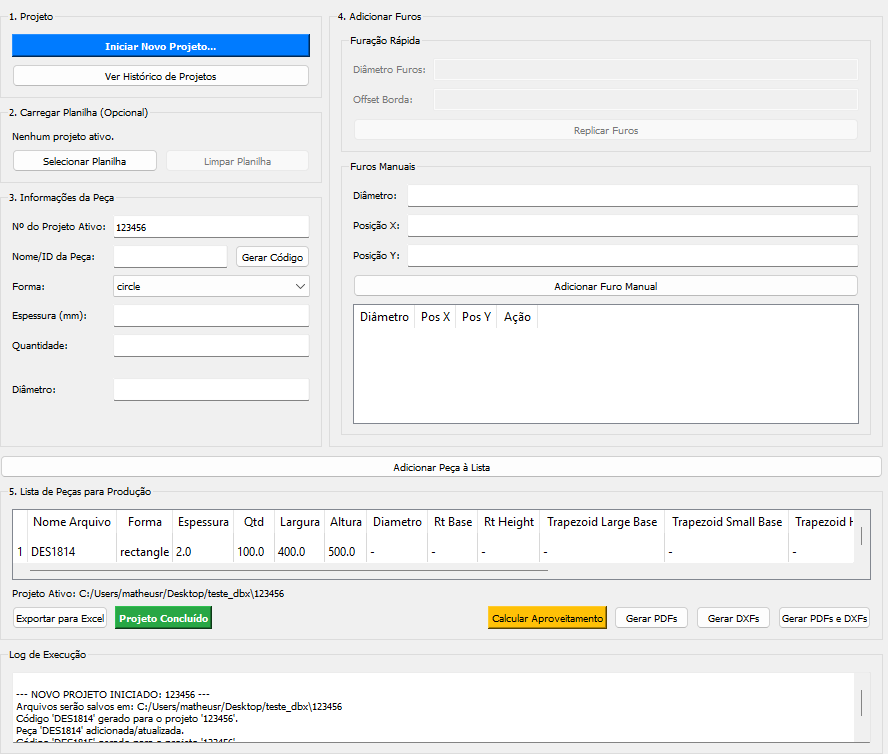 1. Projeto
Iniciar Novo Projeto...
Ver Histórico de Projetos
2. Carregar Planilha (Opcional)
Nenhum projeto ativo.
Selecionar Planilha
Limpar Planilha
3. Informações da Peça
Nº do Projeto Ativo: 123456
Nome/ID da Peça: Gerar Código
Forma: circle
Espessura (mm):
Quantidade:
Diâmetro:
4. Adicionar Furos
Furação Rápida
Diâmetro Furos:
Offset Borda:
Replicar Furos
Furos Manuais
Diâmetro:
Posição X:
Posição Y:
Adicionar Furo Manual
Diâmetro Pos X Pos Y Ação
Adicionar Peça à Lista
5. Lista de Peças para Produção
Nome Arquivo Forma Espessura Qtd Largura Altura Diametro Rt Base Rt Height Trapezoid Large Base Trapezoid Small Base Trapezoid H
1 DES1814 rectangle 2.0 100.0 400.0 500.0 - - - - - -
Projeto Ativo: C:/Users/matheusr/Desktop/teste_dbx\123456
Exportar para Excel Projeto Concluído Calcular Aproveitamento Gerar PDFs Gerar DXFs Gerar PDFs e DXFs
Log de Execução
--- NOVO PROJETO INICIADO: 123456 ---
Arquivos serão salvos em: C:/Users/matheusr/Desktop/teste_dbx\123456
Código 'DES1814' gerado para o projeto '123456'.
Peça 'DES1814' adicionada/atualizada.
Código 'DES1815' gerado para o projeto '123456'.